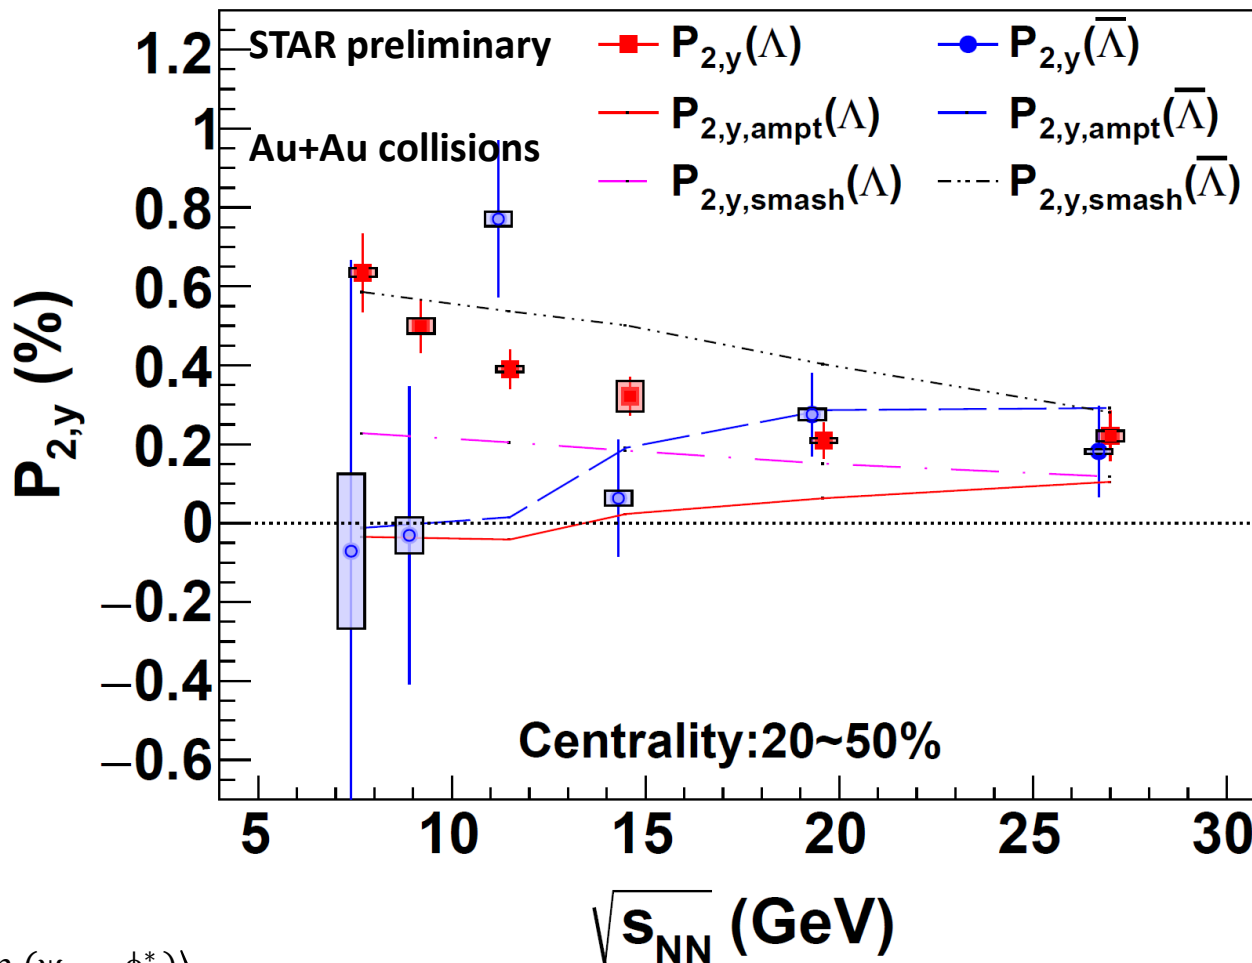 STAR preliminary
Au+Au collisions
P2,y(Λ)
P2,y(Λ̅)
P2,y,ampt(Λ)
P2,y,ampt(Λ̅)
P2,y,smash(Λ)
P2,y,smash(Λ̅)
P2,y (%)
1.2
1
0.8
0.6
0.4
0.2
0
−0.2
−0.4
−0.6
Centrality:20~50%
5 10 15 20 25 30
√sNN (GeV)